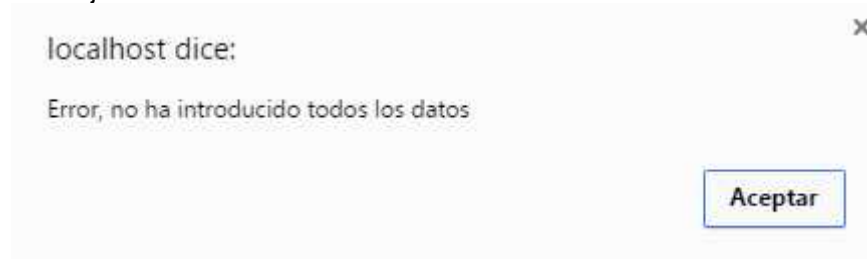 localhost dice:
Error, no ha introducido todos los datos
Aceptar